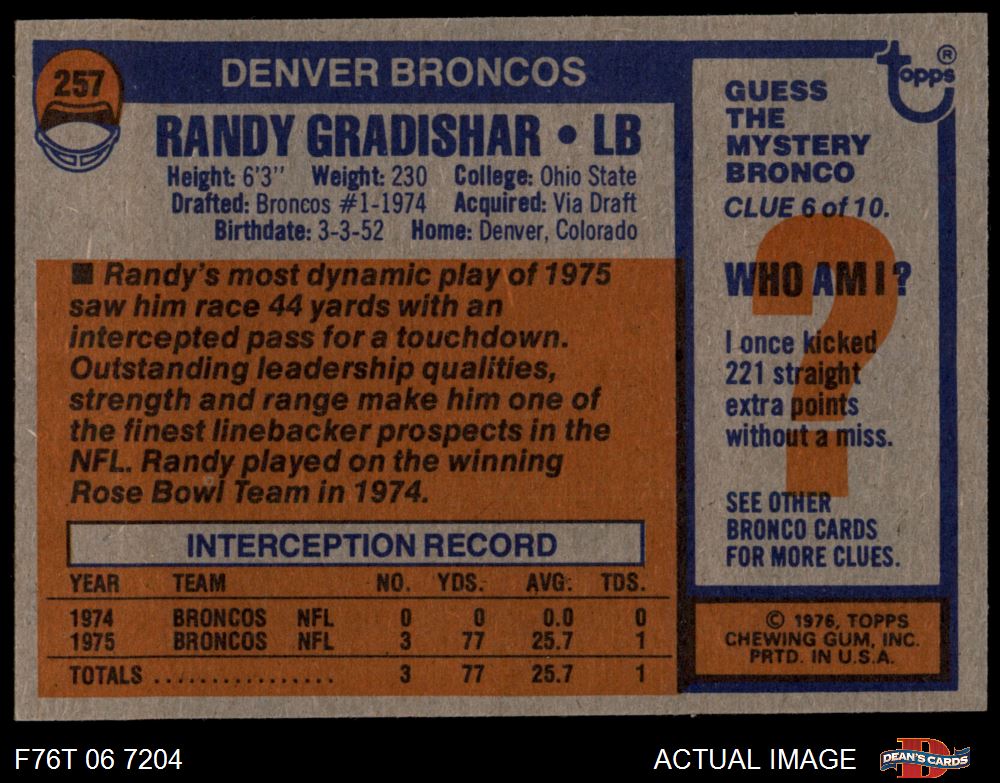 257
DENVER BRONCOS
RANDY GRADISHAR • LB
Height: 6'3" Weight: 230 College: Ohio State
Drafted: Broncos #1-1974 Acquired: Via Draft
Birthdate: 3-3-52 Home: Denver, Colorado
■ Randy's most dynamic play of 1975
saw him race 44 yards with an
intercepted pass for a touchdown.
Outstanding leadership qualities,
strength and range make him one of
the finest linebacker prospects in the
NFL. Randy played on the winning
Rose Bowl Team in 1974.
INTERCEPTION RECORD
YEAR TEAM NO. YDS. AVG. TDS.
1974 BRONCOS NFL 0 0 0.0 0
1975 BRONCOS NFL 3 77 25.7 1
TOTALS ................ 3 77 25.7 1
topps®
GUESS
THE
MYSTERY
BRONCO
CLUE 6 of 10.
WHO AM I?
I once kicked
221 straight
extra points
without a miss.
SEE OTHER
BRONCO CARDS
FOR MORE CLUES.
© 1976, TOPPS
CHEWING GUM, INC.
PRTD. IN U.S.A.
F76T 06 7204
ACTUAL IMAGE
DEAN'S CARDS